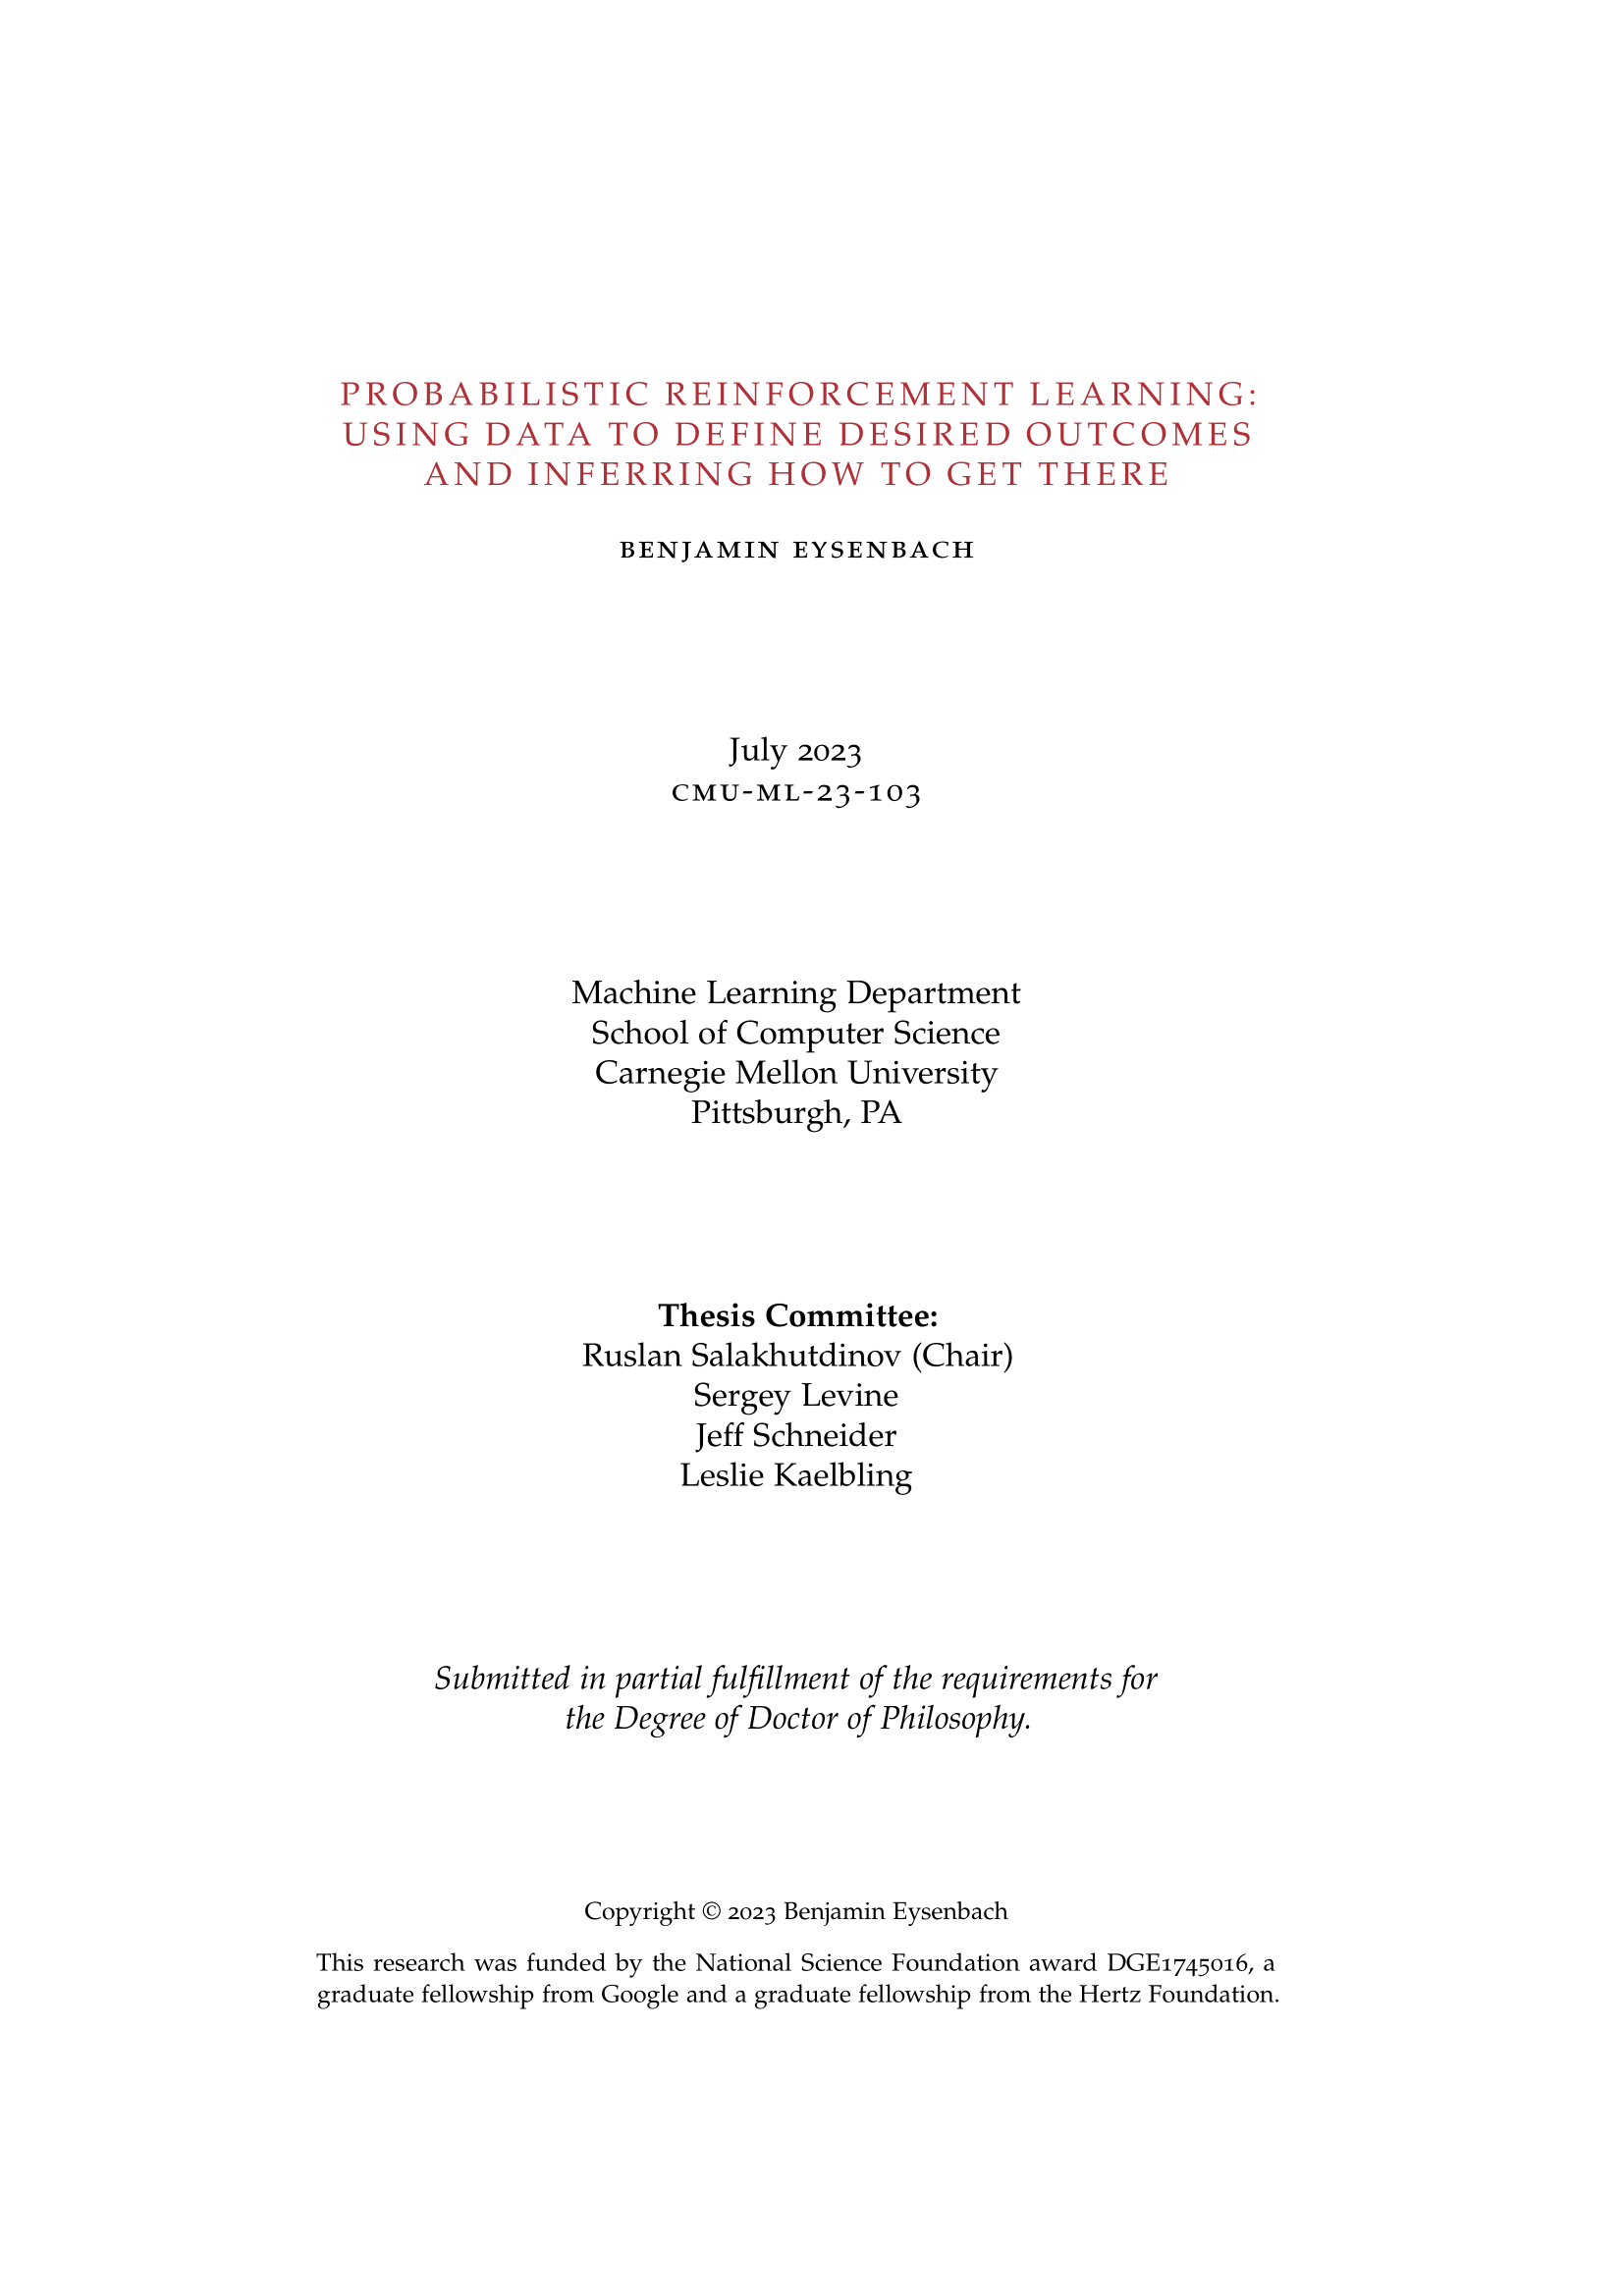 PROBABILISTIC REINFORCEMENT LEARNING:
USING DATA TO DEFINE DESIRED OUTCOMES
AND INFERRING HOW TO GET THERE
BENJAMIN EYSENBACH
July 2023
CMU-ML-23-103
Machine Learning Department
School of Computer Science
Carnegie Mellon University
Pittsburgh, PA
Thesis Committee:
Ruslan Salakhutdinov (Chair)
Sergey Levine
Jeff Schneider
Leslie Kaelbling
Submitted in partial fulfillment of the requirements for
the Degree of Doctor of Philosophy.
Copyright © 2023 Benjamin Eysenbach
This research was funded by the National Science Foundation award DGE1745016, a
graduate fellowship from Google and a graduate fellowship from the Hertz Foundation.